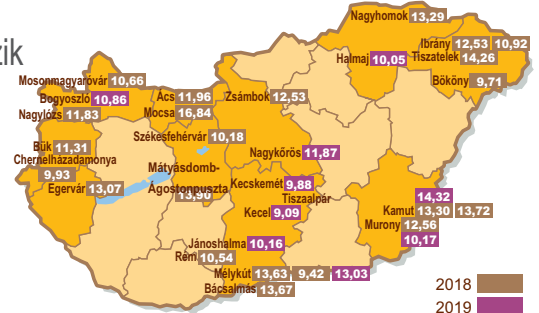 zik
Nagyhomok 13,29
Ibrány 12,53 10,92
Halmaj 10,05
Tiszatelek 14,26
Bököny 9,71
Mosonmagyaróvár 10,66
Bogyoszló 10,86
Nagylózs 11,83
Ács 11,96
Mocsa 16,84
Zsámbok 12,53
Székesfehérvár 10,18
Bük 11,31
Chernelházadamonya
9,93
Egervár 13,07
Mátyásdomb-
Ágostonpuszta
13,90
Nagykőrös 11,87
Kecskemét 9,88
Tiszaalpár
Kecel 9,09
14,32
Kamut 13,30 13,72
Murony 12,56
10,17
Jánoshalma 10,16
Rém 10,54
Mélykút 13,63 9,42 13,03
Bácsalmás 13,67
2018
2019